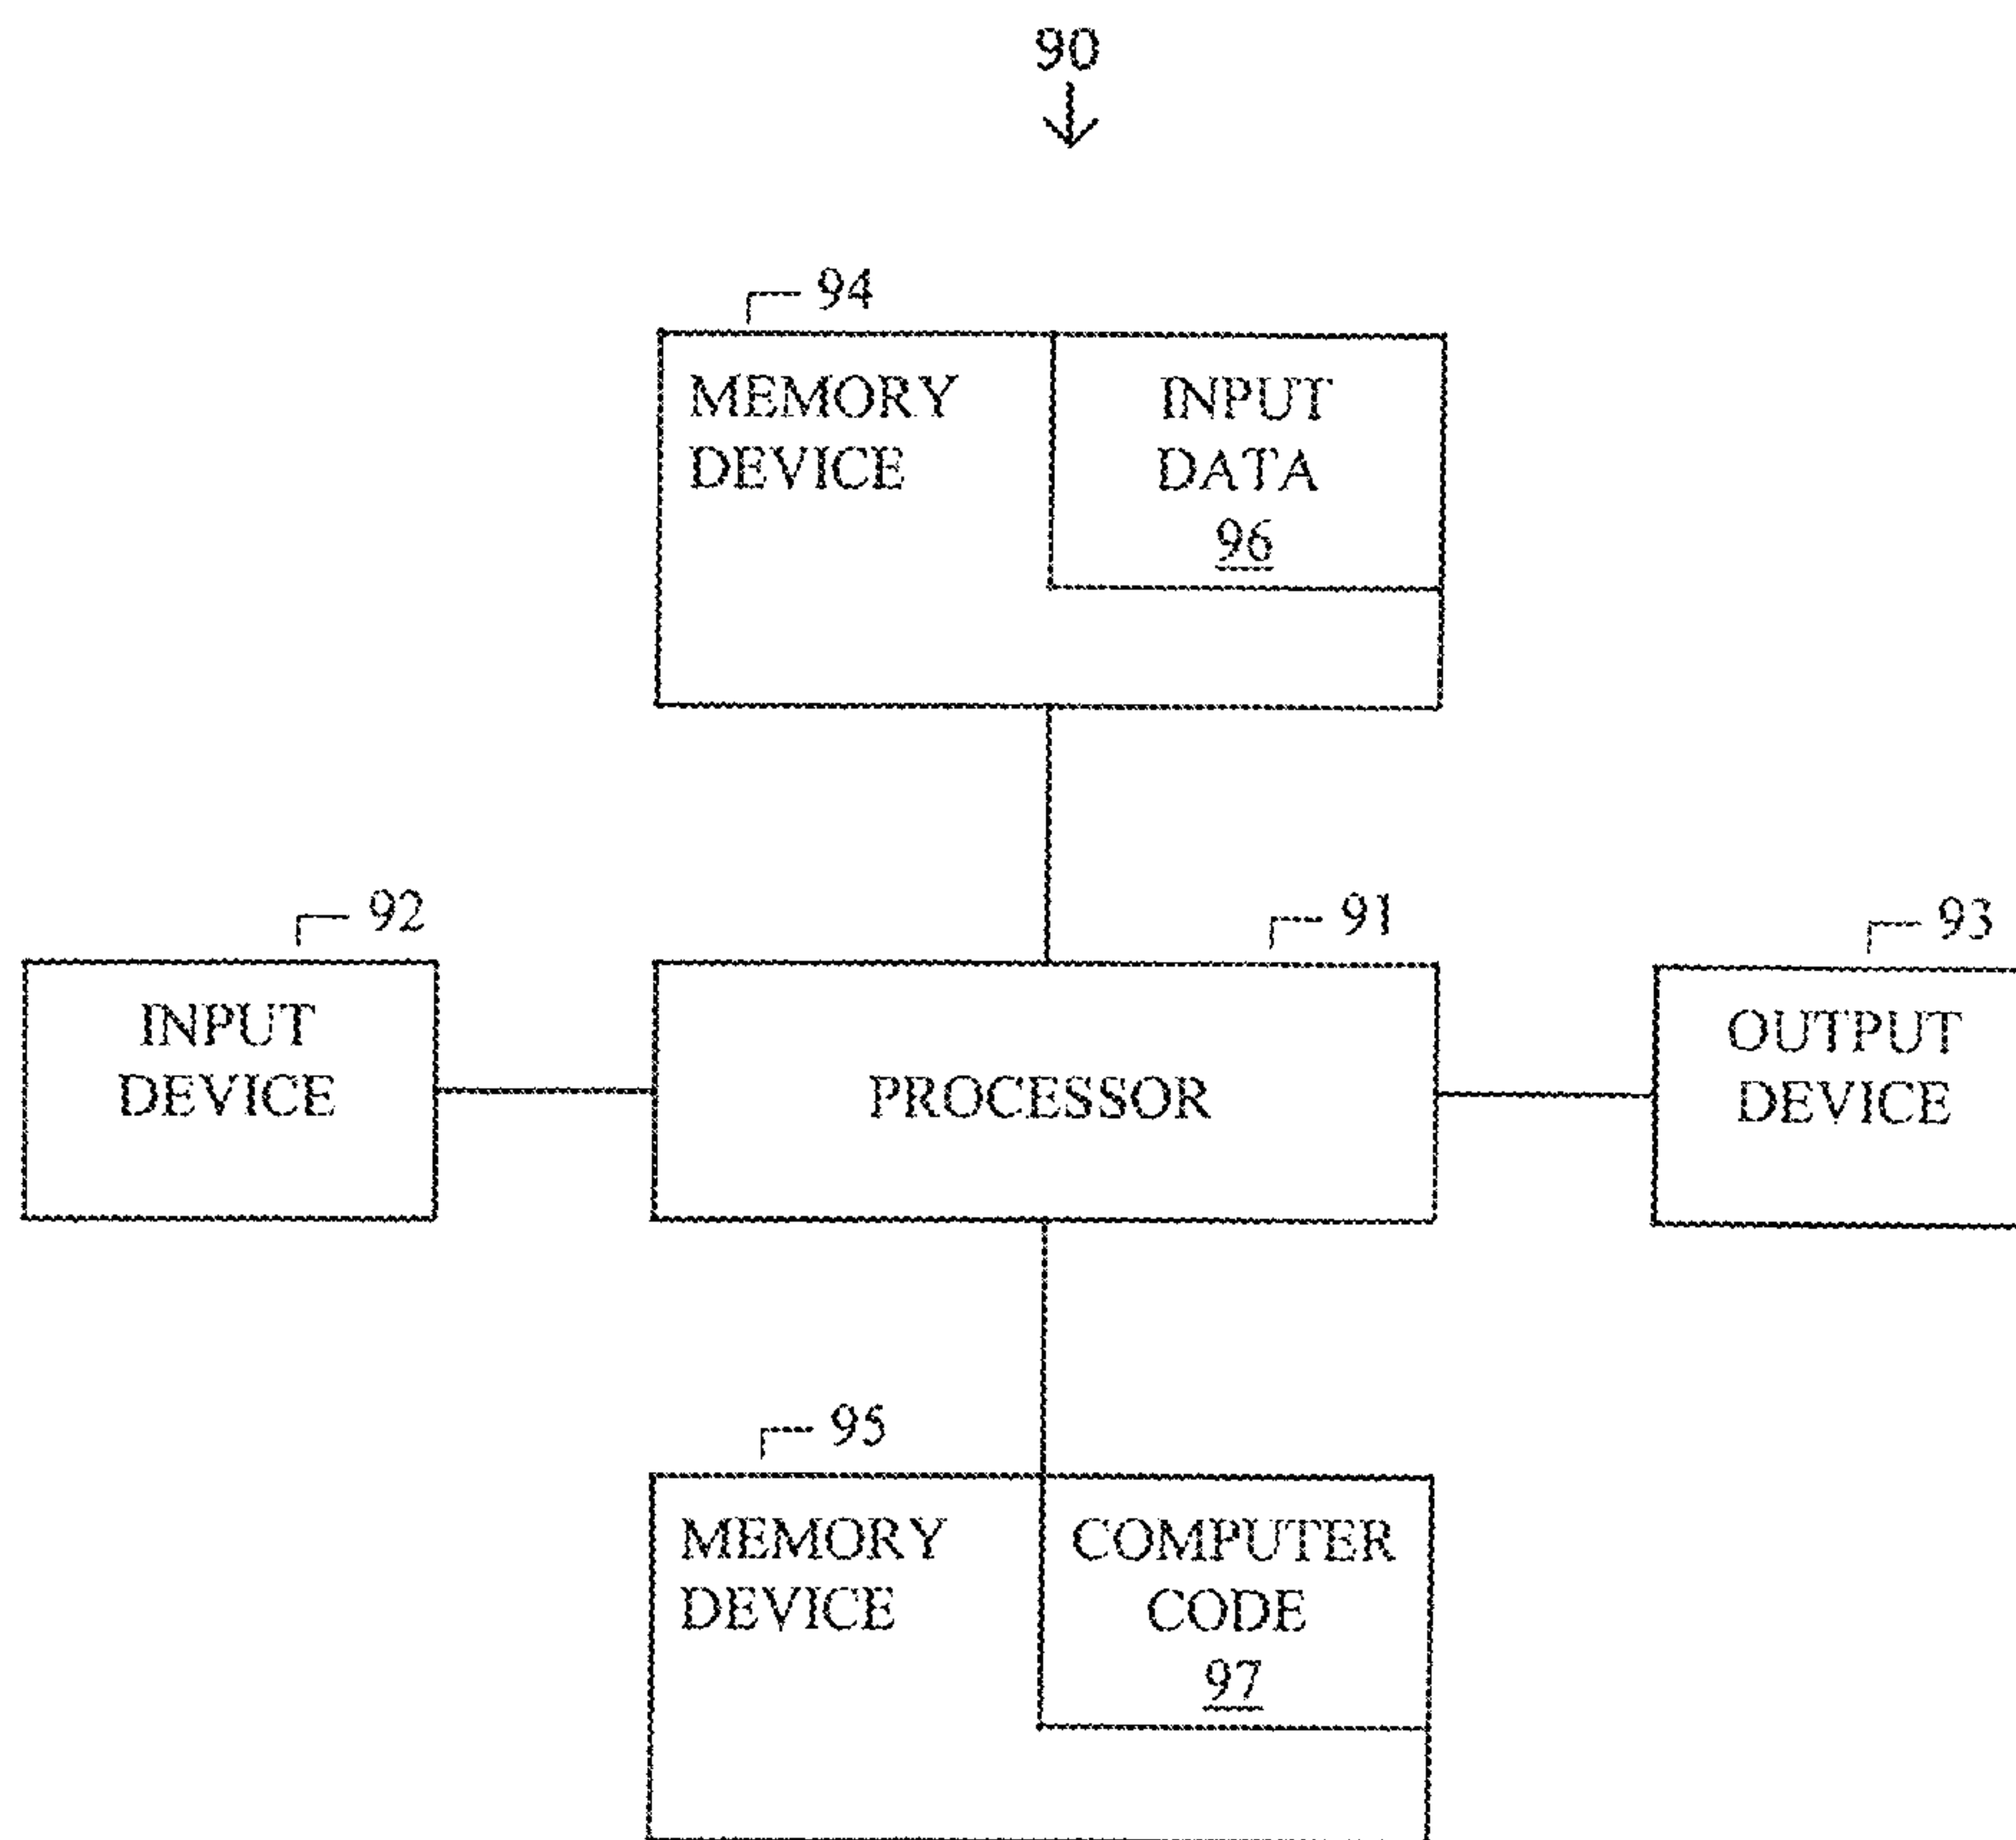 90
94
MEMORY
DEVICE
INPUT
DATA
96
92
INPUT
DEVICE
91
PROCESSOR
93
OUTPUT
DEVICE
95
MEMORY
DEVICE
COMPUTER
CODE
97